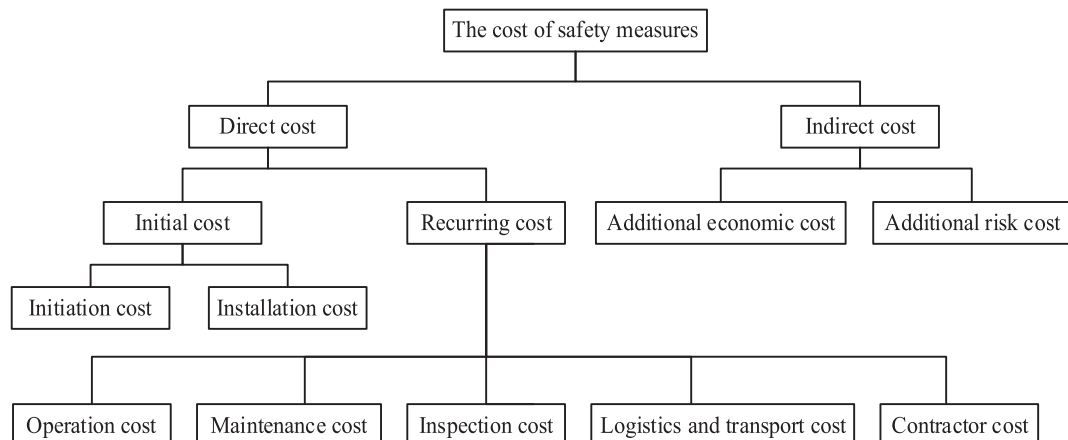 The cost of safety measures
Direct cost
Indirect cost
Initial cost
Recurring cost
Additional economic cost
Additional risk cost
Initiation cost
Installation cost
Operation cost
Maintenance cost
Inspection cost
Logistics and transport cost
Contractor cost